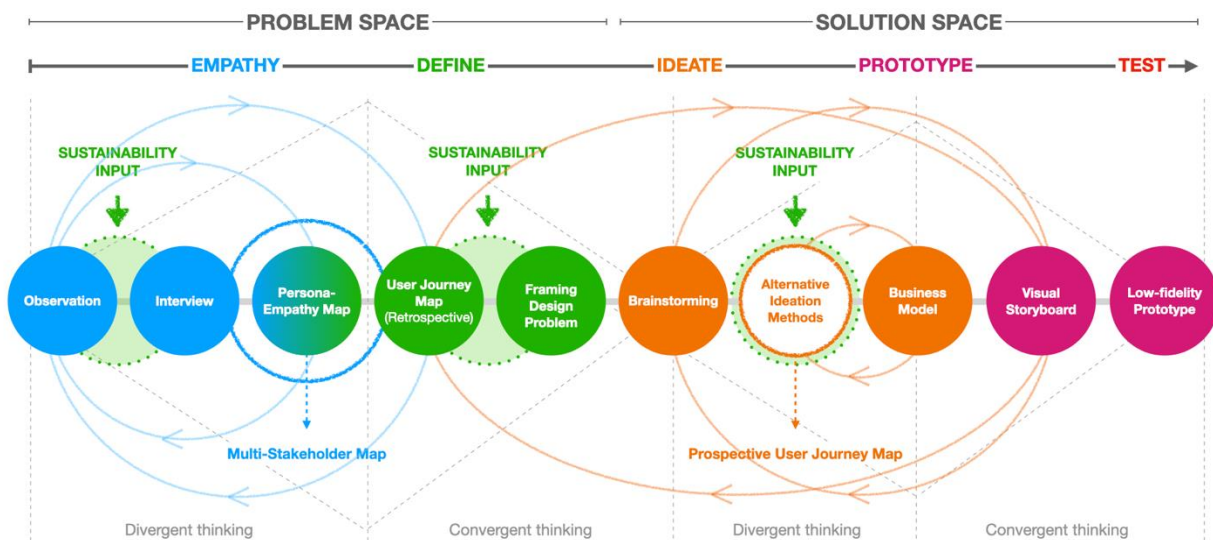 PROBLEM SPACE
SOLUTION SPACE
EMPATHY
DEFINE
IDEATE
PROTOTYPE
TEST
SUSTAINABILITY
INPUT
SUSTAINABILITY
INPUT
SUSTAINABILITY
INPUT
Observation
Interview
Persona-
Empathy Map
User Journey
Map
(Retrospective)
Framing
Design
Problem
Brainstorming
Alternative
Ideation
Methods
Business
Model
Visual
Storyboard
Low-fidelity
Prototype
Multi-Stakeholder Map
Prospective User Journey Map
Divergent thinking
Convergent thinking
Divergent thinking
Convergent thinking